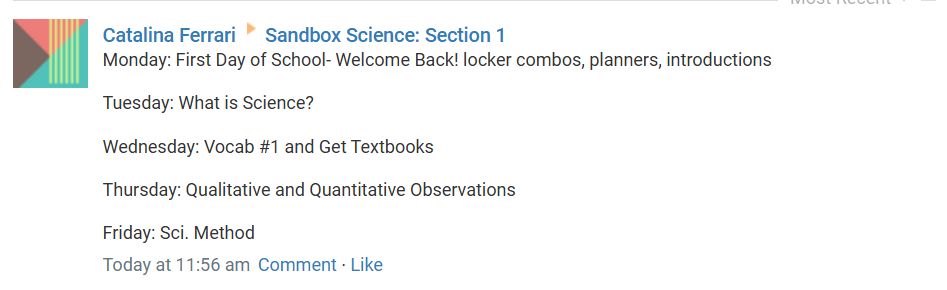 Most Recent
Catalina Ferrari Sandbox Science: Section 1
Monday: First Day of School- Welcome Back! locker combos, planners, introductions
Tuesday: What is Science?
Wednesday: Vocab #1 and Get Textbooks
Thursday: Qualitative and Quantitative Observations
Friday: Sci. Method
Today at 11:56 am Comment · Like